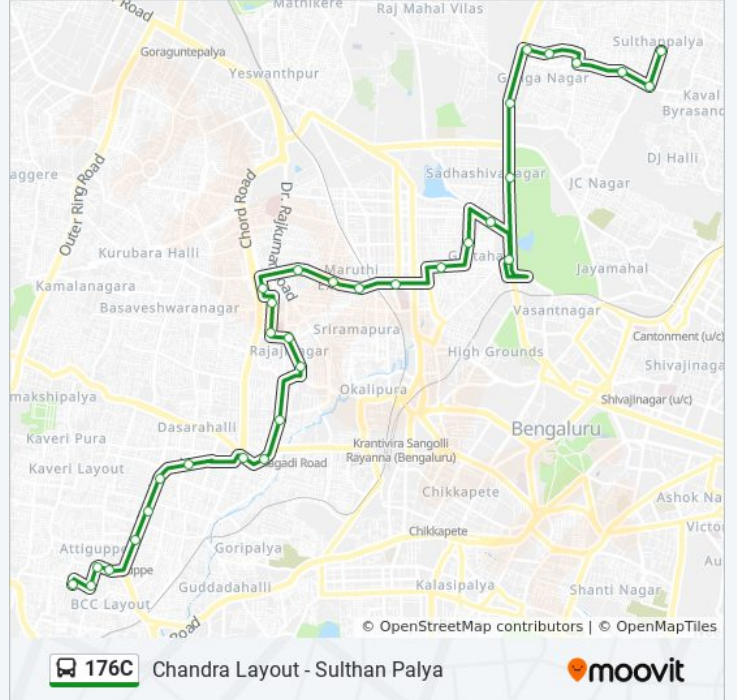 Road
Mathikere
Raj Mahal Vilas
Goraguntepalya
Sulthanpalya
Yeswanthpur
Ganga Nagar
Kaval
Byrasand
DJ Halli
aggere
Sadhashivanagar
JC Nagar
Outer Ring Road
Chord Road
Dr. Rajkumar Road
Kurubara Halli
Maruthi
Jayamahal
Kamalanagara
Basaveshwaranagar
Vasantnagar
Sriramapura
Cantonment (u/c)
Rajajinagar
High Grounds
Shivajinaga
makshipalya
Okalipura
Shivajinagar (u/c)
Dasarahalli
Bengaluru
Kaveri Pura
Krantivira Sangolli
Rayanna (Bengaluru)
Kaveri Layout
agadi Road
Chikkapete
Ashok Na
Victo
Chikkapete
Attiguppe
Goripalya
Au
uppe
Guddadahalli
Kalasipalya
Shanti Nagar
BCC Layout
Road
© OpenStreetMap contributors | © OpenMapTiles
176C Chandra Layout - Sulthan Palya
moovit